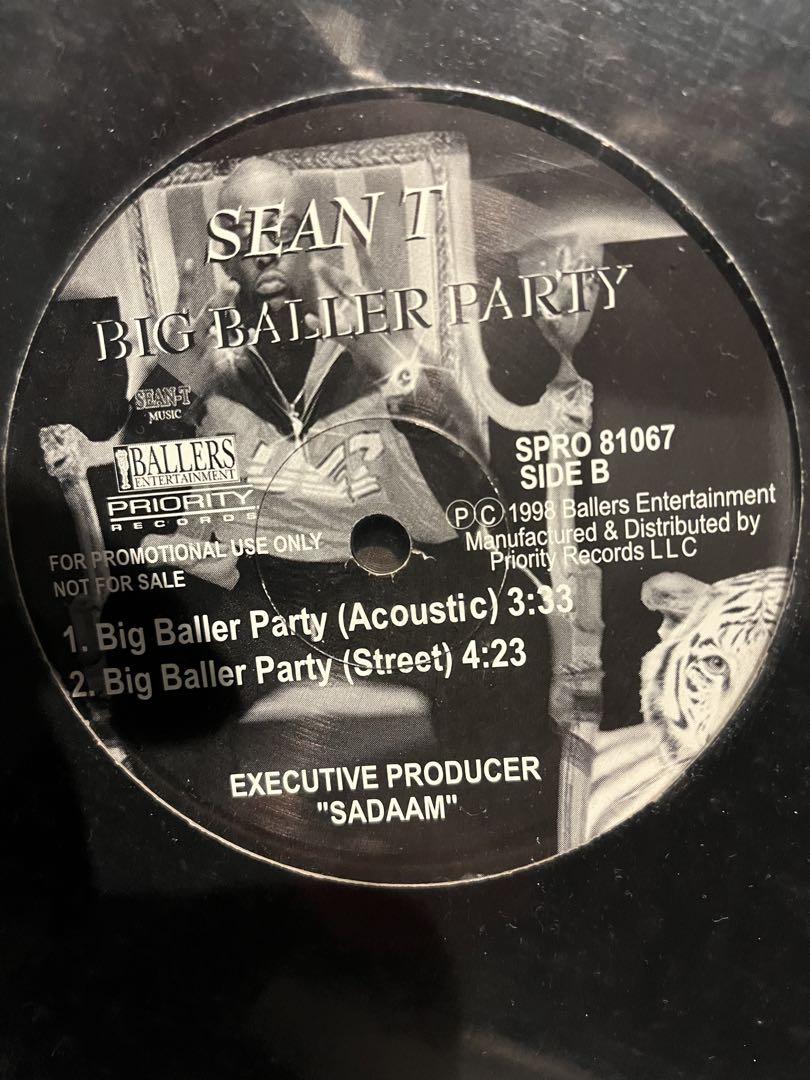 SEAN T
BIG BALLER PARTY
SEAN-T
MUSIC
BALLERS
ENTERTAINMENT
PRIORITY
RECORDS
SPRO 81067
SIDE B
Ⓟ© 1998 Ballers Entertainment
Manufactured & Distributed by
Priority Records LLC
FOR PROMOTIONAL USE ONLY
NOT FOR SALE
1. Big Baller Party (Acoustic) 3:33
2. Big Baller Party (Street) 4:23
EXECUTIVE PRODUCER
"SADAAM"